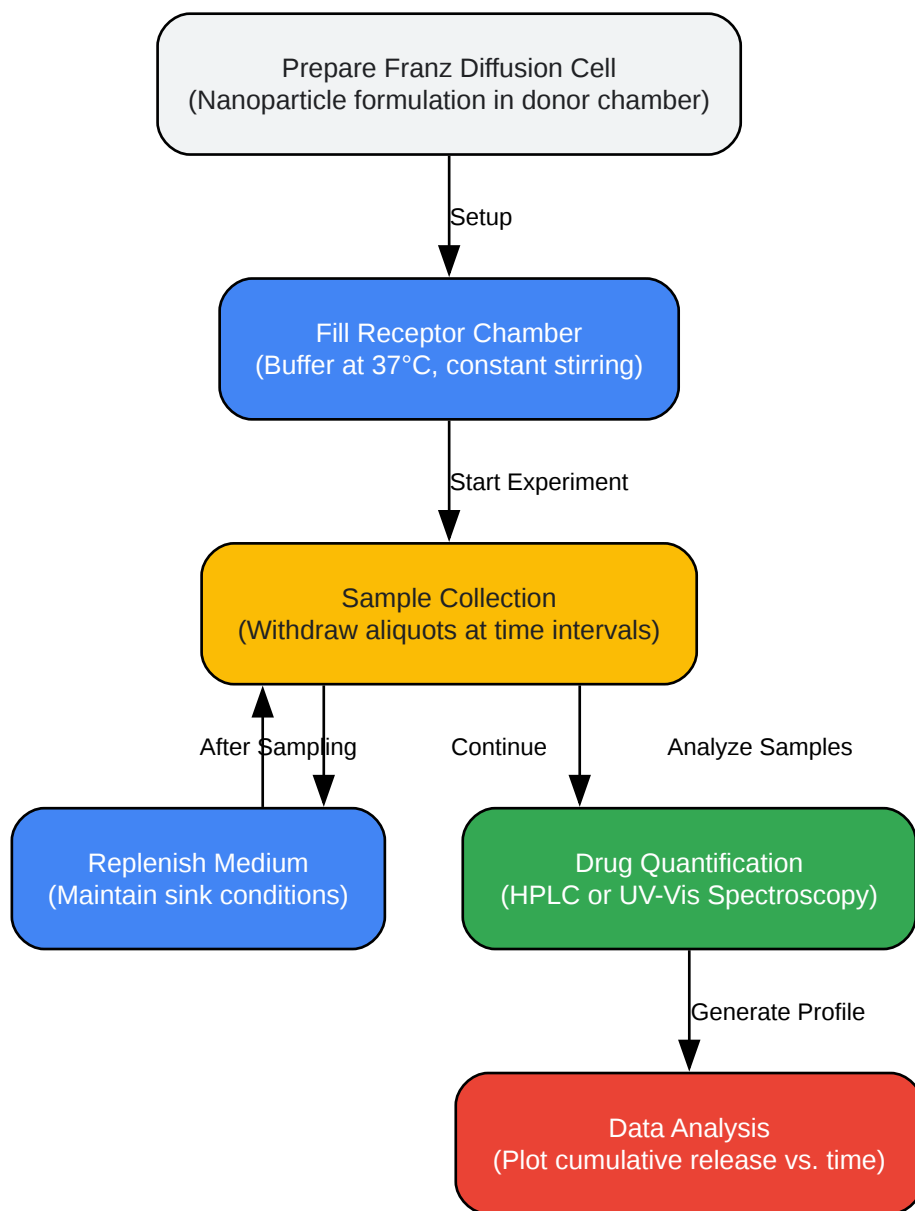 Prepare Franz Diffusion Cell
(Nanoparticle formulation in donor chamber)
Setup
Fill Receptor Chamber
(Buffer at 37°C, constant stirring)
Start Experiment
Sample Collection
(Withdraw aliquots at time intervals)
After Sampling
Continue
Analyze Samples
Replenish Medium
(Maintain sink conditions)
Drug Quantification
(HPLC or UV-Vis Spectroscopy)
Generate Profile
Data Analysis
(Plot cumulative release vs. time)